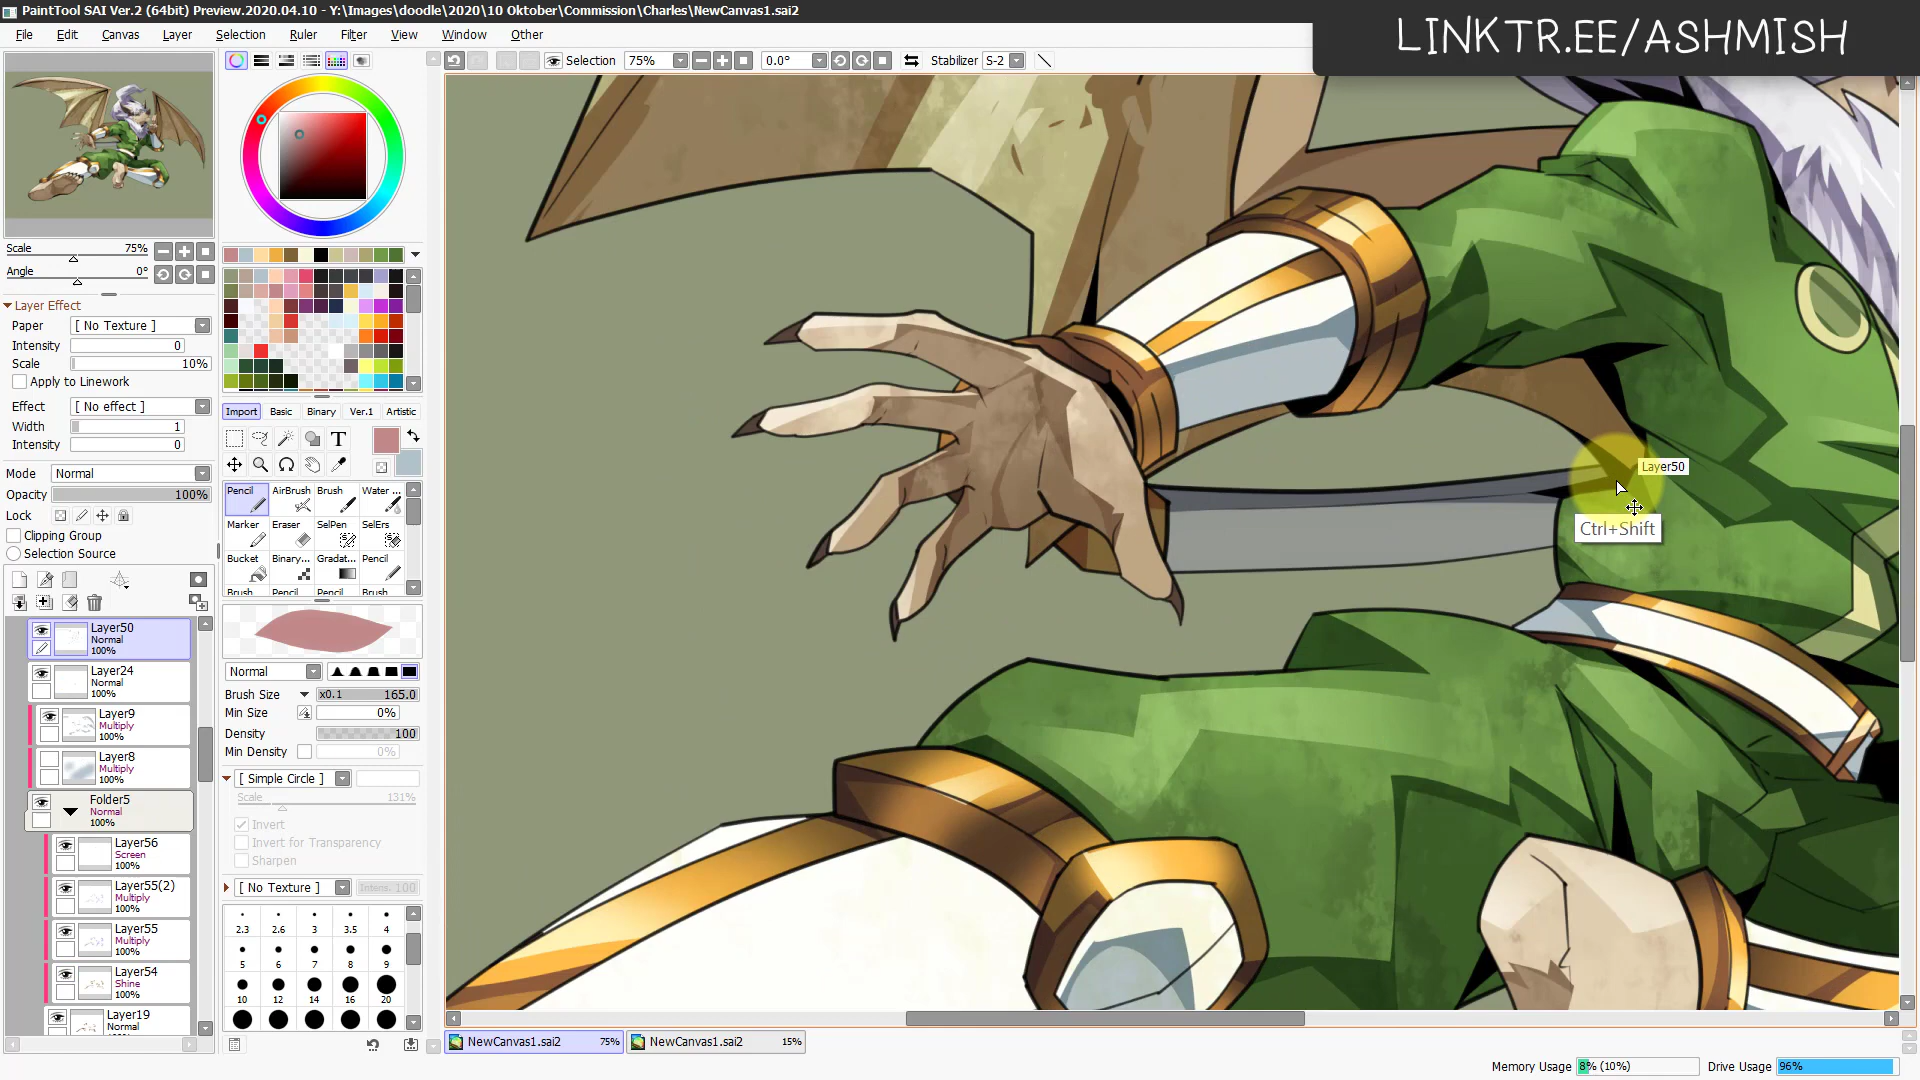 PaintTool SAI Ver.2 (64bit) Preview.2020.04.10 - Y:\Images\doodle\2020\10 Oktober\Commission\Charles\NewCanvas1.sai2
LINKTR.EE/ASHMISH
File Edit Canvas Layer Selection Ruler Filter View Window Other
Selection 75% 0.0° Stabilizer S-2
Scale 75%
Angle 0°
Layer Effect
Paper [ No Texture ]
Intensity 0
Scale 10%
Apply to Linework
Effect [ No effect ]
Width 1
Intensity 0
Mode Normal
Opacity 100%
Lock
Clipping Group
Selection Source
Layer50
Normal
100%
Layer24
Normal
100%
Layer9
Multiply
100%
Layer8
Multiply
100%
Folder5
Normal
100%
Layer56
Screen
100%
Layer55(2)
Multiply
100%
Layer55
Multiply
100%
Layer54
Shine
100%
Layer19
Normal
Import Basic Binary Ver.1 Artistic
T
Pencil AirBrush Brush Water ...
Marker Eraser SelPen SelErs
Bucket Binary... Gradat... Pencil
Brush Pencil Pencil Brush
Normal
Brush Size x0.1 165.0
Min Size 0%
Density 100
Min Density 0%
[ Simple Circle ]
Scale 131%
Invert
Invert for Transparency
Sharpen
[ No Texture ] Intens. 100
2.3 2.6 3 3.5 4
5 6 7 8 9
10 12 14 16 20
Layer50
Ctrl+Shift
NewCanvas1.sai2 75% NewCanvas1.sai2 15%
Memory Usage 8% (10%) Drive Usage 96%